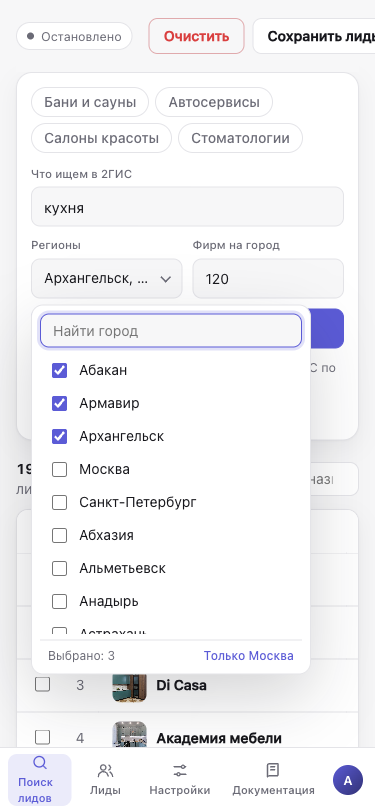 Остановлено
Очистить
Сохранить лиды
Бани и сауны
Автосервисы
Салоны красоты
Стоматологии
Что ищем в 2ГИС
кухня
Регионы
Фирм на город
Архангельск, ...
120
Найти город
С по
Абакан
Армавир
Архангельск
Москва
Санкт-Петербург
Абхазия
Альметьевск
Анадырь
Астрахань
Выбрано: 3
Только Москва
3
Di Casa
4
Академия мебели
Поиск лидов
Лиды
Настройки
Документация
А